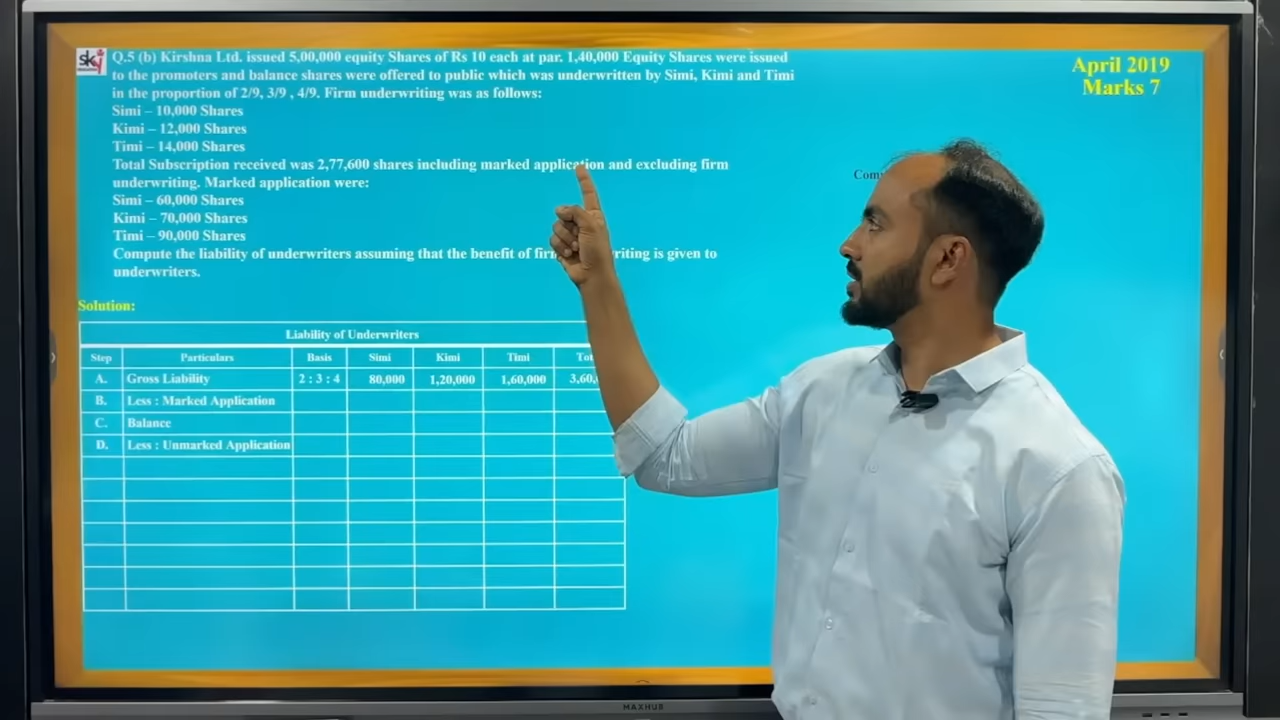 sky
Q.5 (b) Kirshna Ltd. issued 5,00,000 equity Shares of Rs 10 each at par. 1,40,000 Equity Shares were issued
to the promoters and balance shares were offered to public which was underwritten by Simi, Kimi and Timi
in the proportion of 2/9, 3/9 , 4/9. Firm underwriting was as follows:
Simi – 10,000 Shares
Kimi – 12,000 Shares
Timi – 14,000 Shares
Total Subscription received was 2,77,600 shares including marked application and excluding firm
underwriting. Marked application were:
Simi – 60,000 Shares
Kimi – 70,000 Shares
Timi – 90,000 Shares
Compute the liability of underwriters assuming that the benefit of is given to
underwriters.
April 2019
Marks 7
Solution:
Liability of Underwriters
Step Particulars Basis Simi Kimi Timi
A. Gross Liability 2 : 3 : 4 80,000 1,20,000 1,60,000
B. Less : Marked Application
C. Balance
D. Less : Unmarked Application
MAXHUB